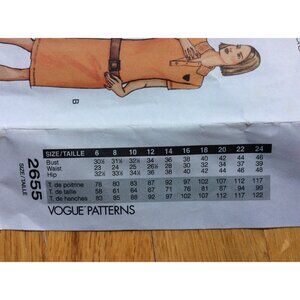 B
SIZE/TAILLE 6 8 10 12 14 16 18 20 22 24
Bust 30½ 31½ 32½ 34 36 38 40 42 44 46
Waist 23 24 25 26½ 28 30 32 34 37 39
Hip 32½ 33½ 34½ 36 38 40 42 44 46 48
T. de poitrine 78 80 83 87 92 97 102 107 112 117
T. de taille 58 61 64 67 71 76 81 87 94 99
T. de hanches 83 85 88 92 97 102 107 112 117 122
VOGUE PATTERNS
SIZE/TAILLE
2655